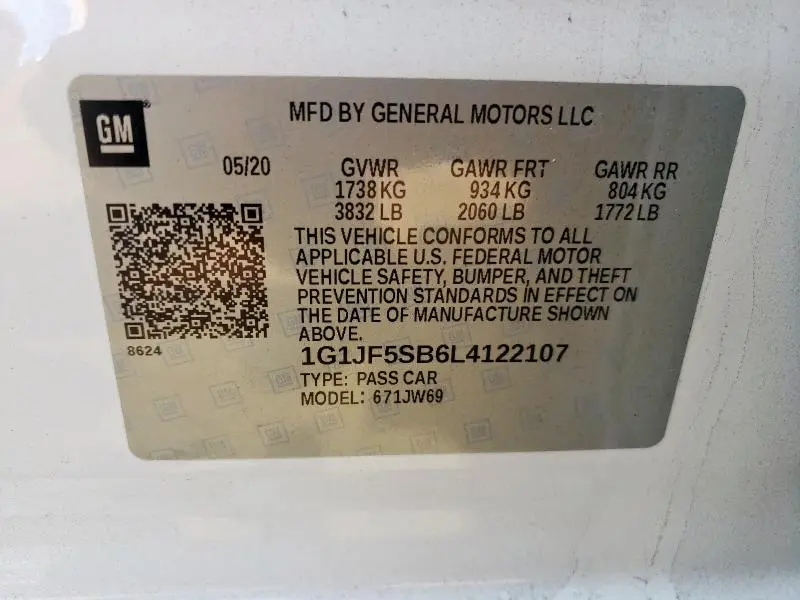 GM
MFD BY GENERAL MOTORS LLC
05/20 GVWR GAWR FRT GAWR RR
1738 KG 934 KG 804 KG
3832 LB 2060 LB 1772 LB
THIS VEHICLE CONFORMS TO ALL
APPLICABLE U.S. FEDERAL MOTOR
VEHICLE SAFETY, BUMPER, AND THEFT
PREVENTION STANDARDS IN EFFECT ON
THE DATE OF MANUFACTURE SHOWN
ABOVE.
8624
1G1JF5SB6L4122107
TYPE: PASS CAR
MODEL: 671JW69